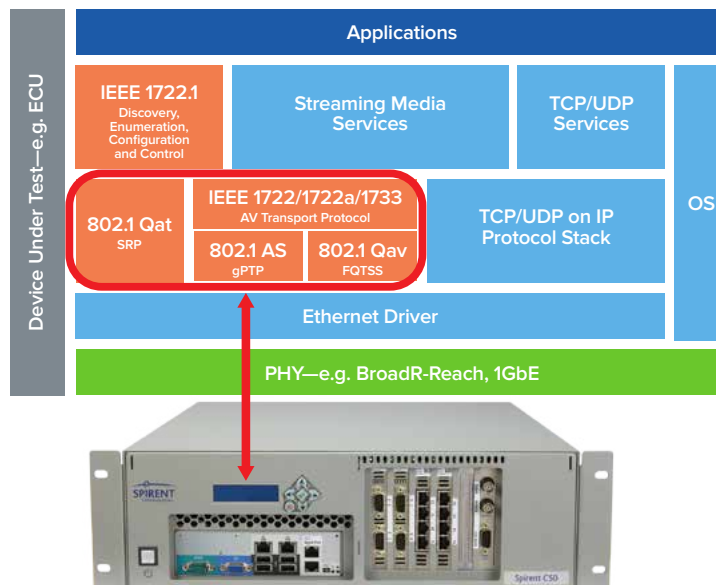 Device Under Test—e.g. ECU
Applications
IEEE 1722.1
Discovery,
Enumeration,
Configuration
and Control
Streaming Media
Services
TCP/UDP
Services
OS
802.1 Qat
SRP
IEEE 1722/1722a/1733
AV Transport Protocol
802.1 AS
gPTP
802.1 Qav
FQTSS
TCP/UDP on IP
Protocol Stack
Ethernet Driver
PHY—e.g. BroadR-Reach, 1GbE
SPIRENT
Spirent C50